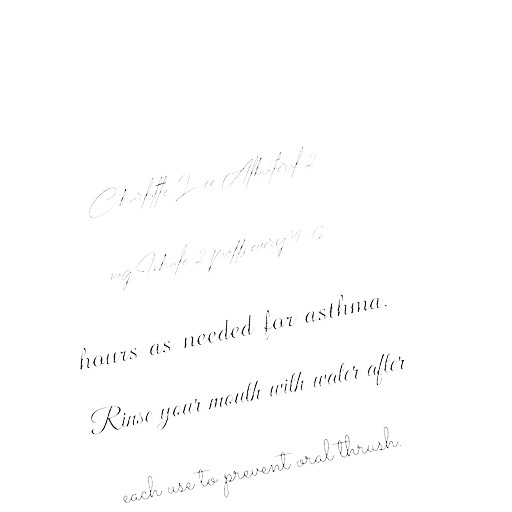 Charlotte Lee Albuterol 2
mg Inhale 2 puffs every 4-6
hours as needed for asthma.
Rinse your mouth with water after
each use to prevent oral thrush.